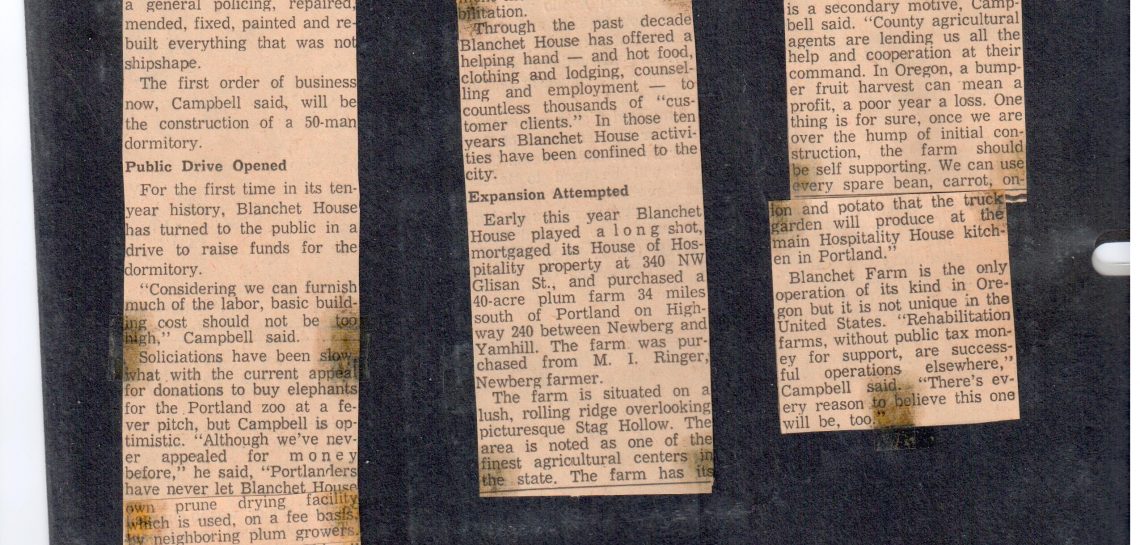 a general policing, repaired,
mended, fixed, painted and re-
built everything that was not
shipshape.
The first order of business
now, Campbell said, will be
the construction of a 50-man
dormitory.
Public Drive Opened
For the first time in its ten-
year history, Blanchet House
has turned to the public in a
drive to raise funds for the
dormitory.
"Considering we can furnish
much of the labor, basic build-
ing cost should not be too
high," Campbell said.
Soliciations have been slow,
what with the current appeal
for donations to buy elephants
for the Portland zoo at a fe-
ver pitch, but Campbell is op-
timistic. "Although we've nev-
er appealed for money
before," he said, "Portlanders
have never let Blanchet House
own prune drying facility
which is used, on a fee basis,
by neighboring plum growers.
bilitation.
Through the past decade
Blanchet House has offered a
helping hand — and hot food,
clothing and lodging, counsel-
ling and employment — to
countless thousands of "cus-
tomer clients." In those ten
years Blanchet House activi-
ties have been confined to the
city.
Expansion Attempted
Early this year Blanchet
House played a long shot,
mortgaged its House of Hos-
pitality property at 340 NW
Glisan St., and purchased a
40-acre plum farm 34 miles
south of Portland on High-
way 240 between Newberg and
Yamhill. The farm was pur-
chased from M. I. Ringer,
Newberg farmer.
The farm is situated on a
lush, rolling ridge overlooking
picturesque Stag Hollow. The
area is noted as one of the
finest agricultural centers in
the state. The farm has its
is a secondary motive, Camp-
bell said. "County agricultural
agents are lending us all the
help and cooperation at their
command. In Oregon, a bump-
er fruit harvest can mean a
profit, a poor year a loss. One
thing is for sure, once we are
over the hump of initial con-
struction, the farm should
be self supporting. We can use
every spare bean, carrot, on-
ion and potato that the truck
garden will produce at the
main Hospitality House kitch-
en in Portland."
Blanchet Farm is the only
operation of its kind in Ore-
gon but it is not unique in the
United States. "Rehabilitation
farms, without public tax mon-
ey for support, are success-
ful operations elsewhere,"
Campbell said. "There's ev-
ery reason to believe this one
will be, too."